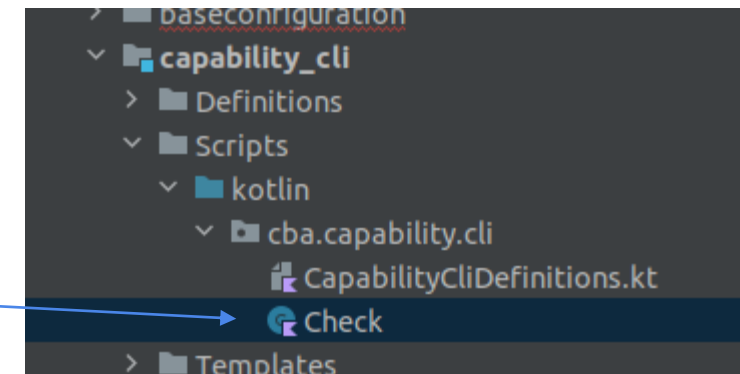 baseconfiguration
capability_cli
Definitions
Scripts
kotlin
cba.capability.cli
CapabilityCliDefinitions.kt
Check
Templates